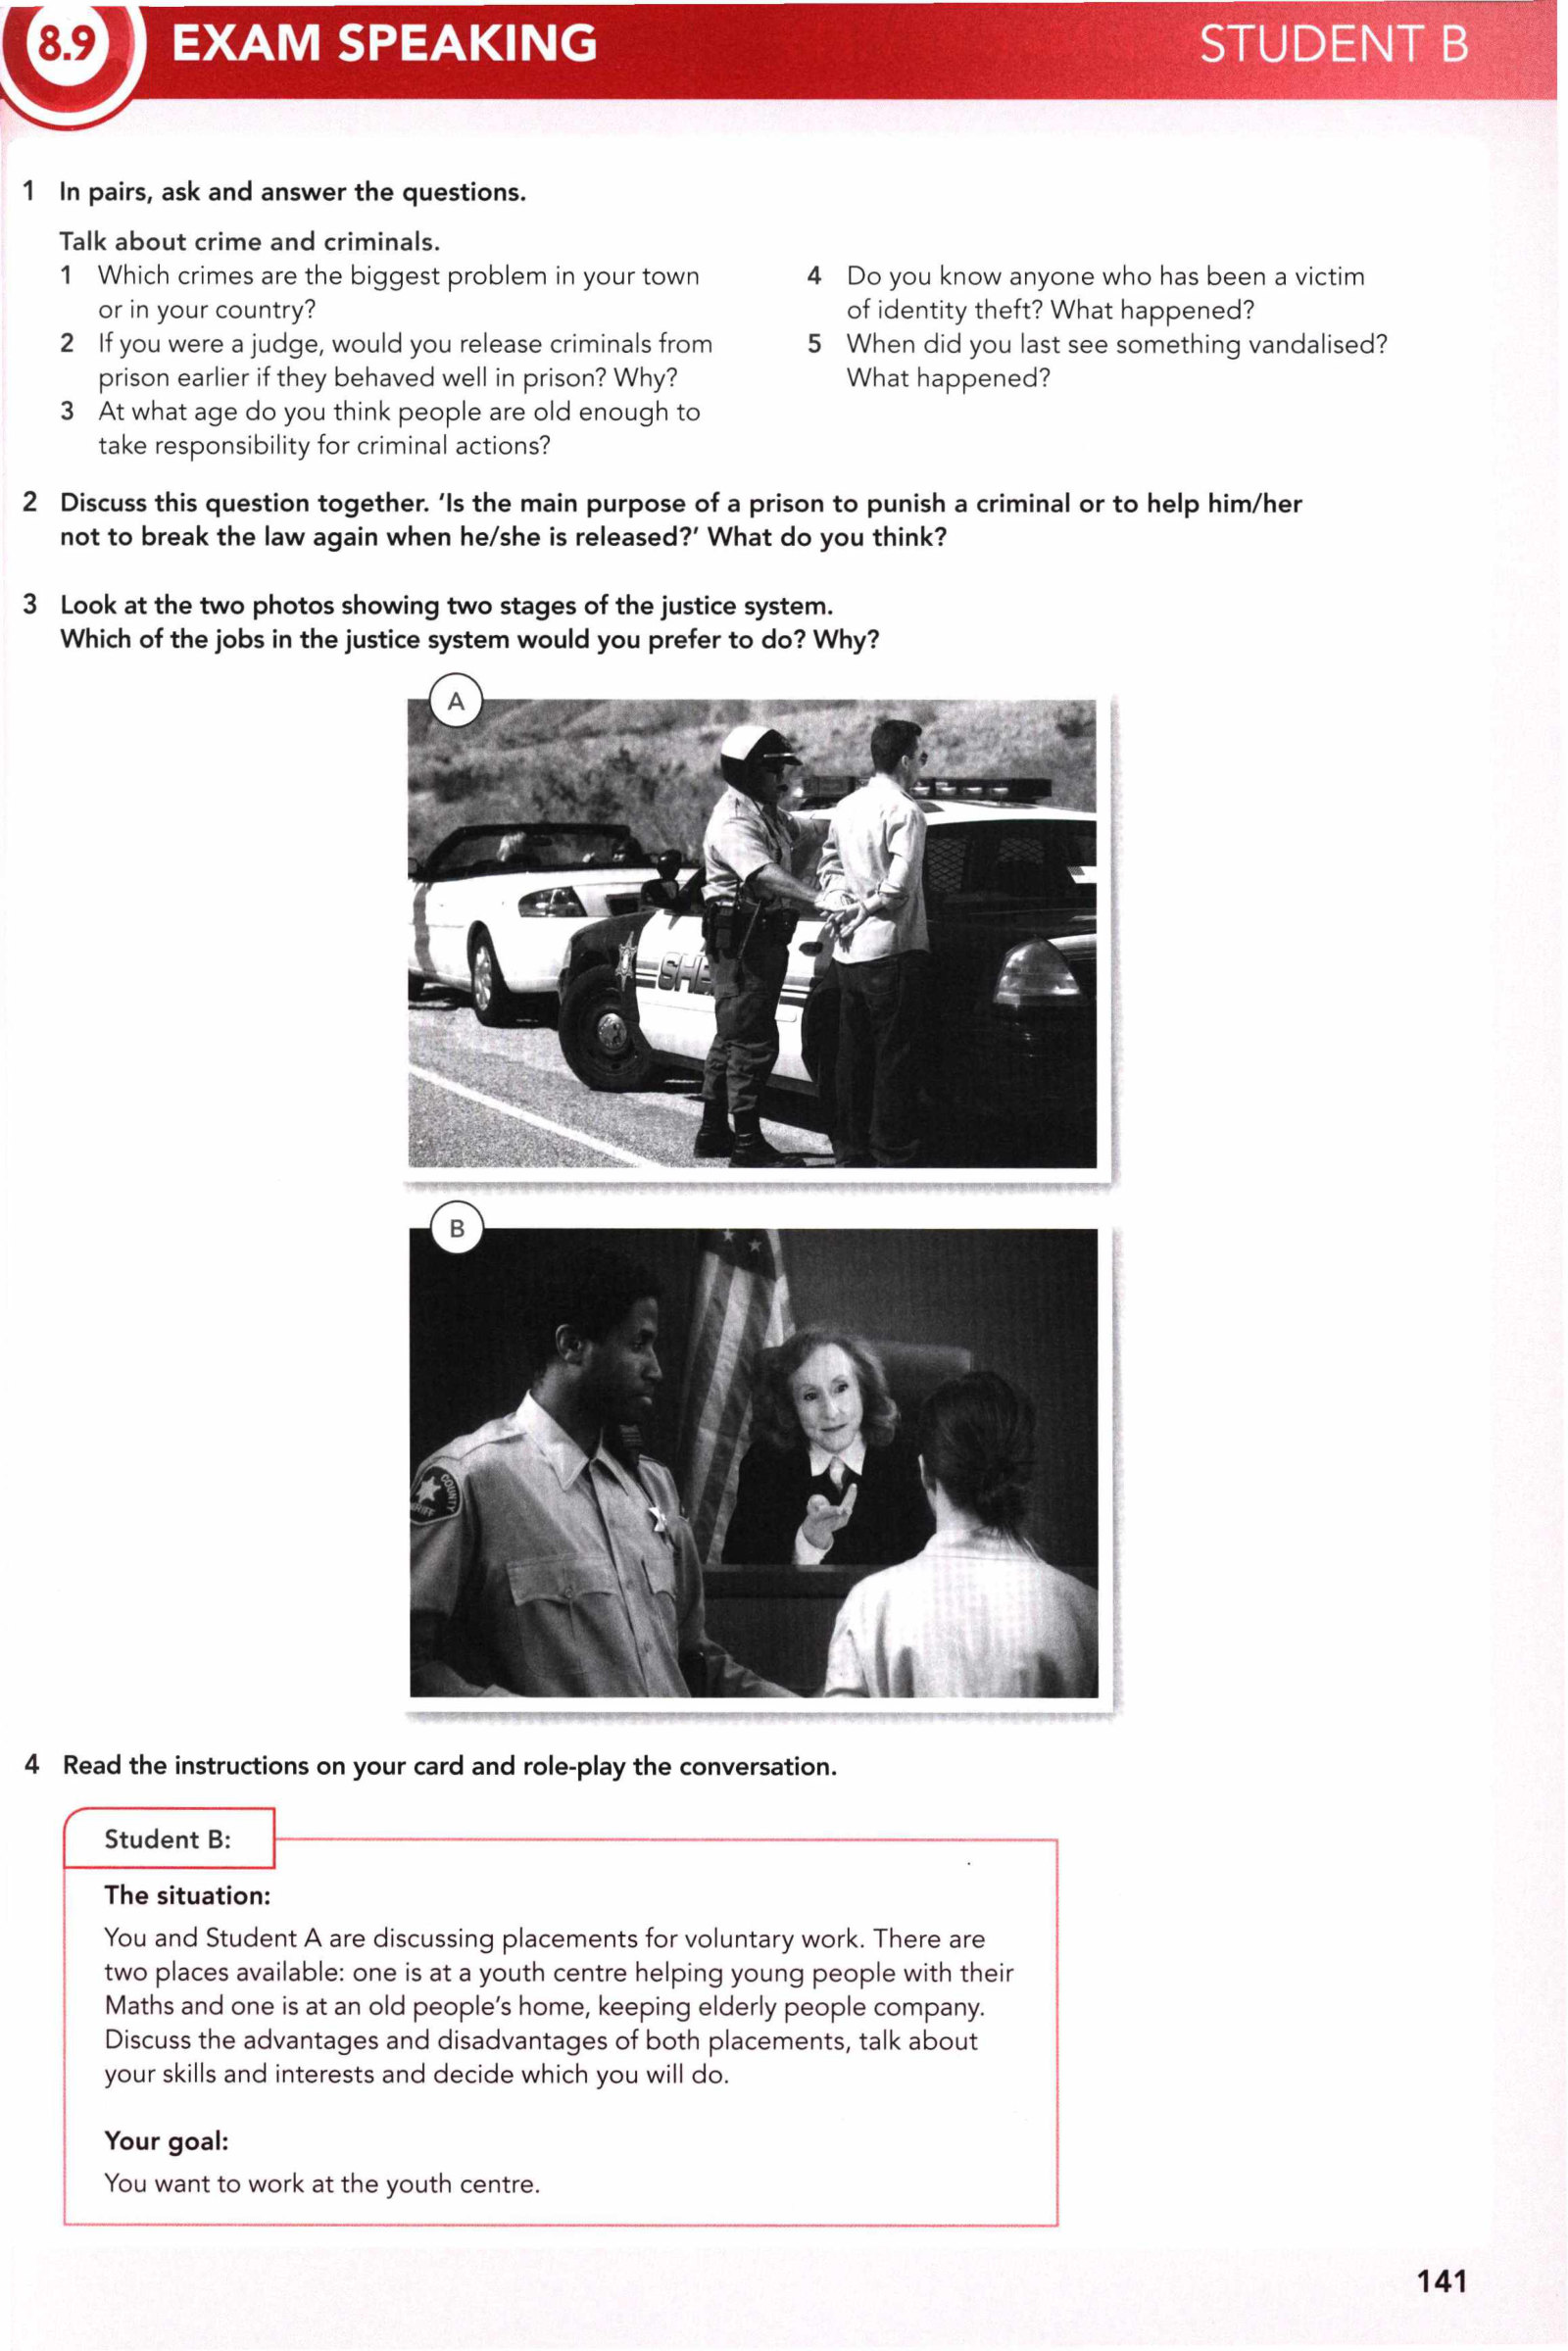 8.9 EXAM SPEAKING STUDENT B
1 In pairs, ask and answer the questions.
Talk about crime and criminals.
1 Which crimes are the biggest problem in your town
or in your country?
2 If you were a judge, would you release criminals from
prison earlier if they behaved well in prison? Why?
3 At what age do you think people are old enough to
take responsibility for criminal actions?
4 Do you know anyone who has been a victim
of identity theft? What happened?
5 When did you last see something vandalised?
What happened?
2 Discuss this question together. ‘Is the main purpose of a prison to punish a criminal or to help him/her
not to break the law again when he/she is released?’ What do you think?
3 Look at the two photos showing two stages of the justice system.
Which of the jobs in the justice system would you prefer to do? Why?
A
SHE
B
COUNTY
RIFF
4 Read the instructions on your card and role-play the conversation.
Student B:
The situation:
You and Student A are discussing placements for voluntary work. There are
two places available: one is at a youth centre helping young people with their
Maths and one is at an old people’s home, keeping elderly people company.
Discuss the advantages and disadvantages of both placements, talk about
your skills and interests and decide which you will do.
Your goal:
You want to work at the youth centre.
141